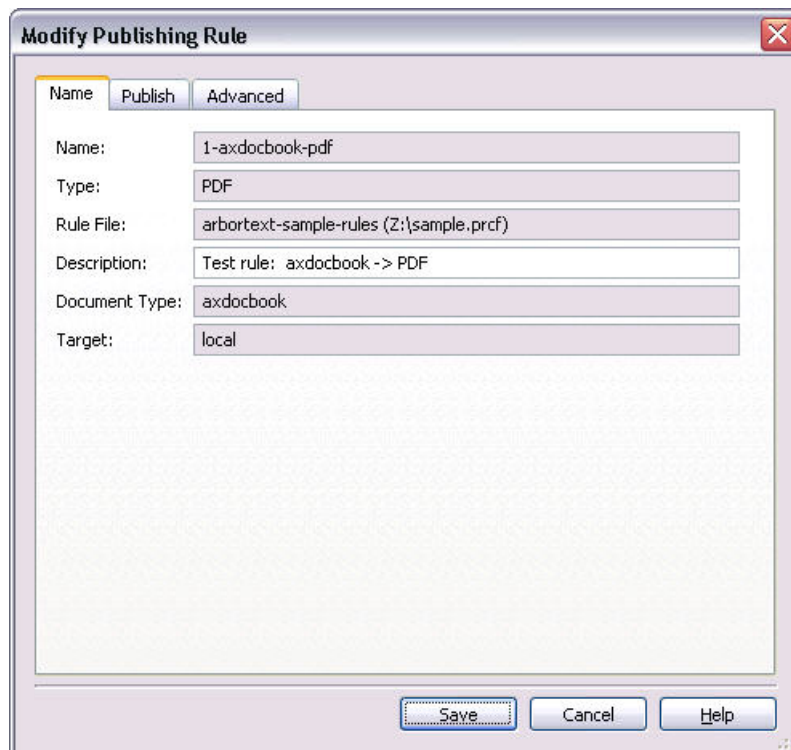 Modify Publishing Rule
Name Publish Advanced
Name: 1-axdocbook-pdf
Type: PDF
Rule File: arbortext-sample-rules (Z:\sample.prcf)
Description: Test rule:  axdocbook -> PDF
Document Type: axdocbook
Target: local
Save Cancel Help